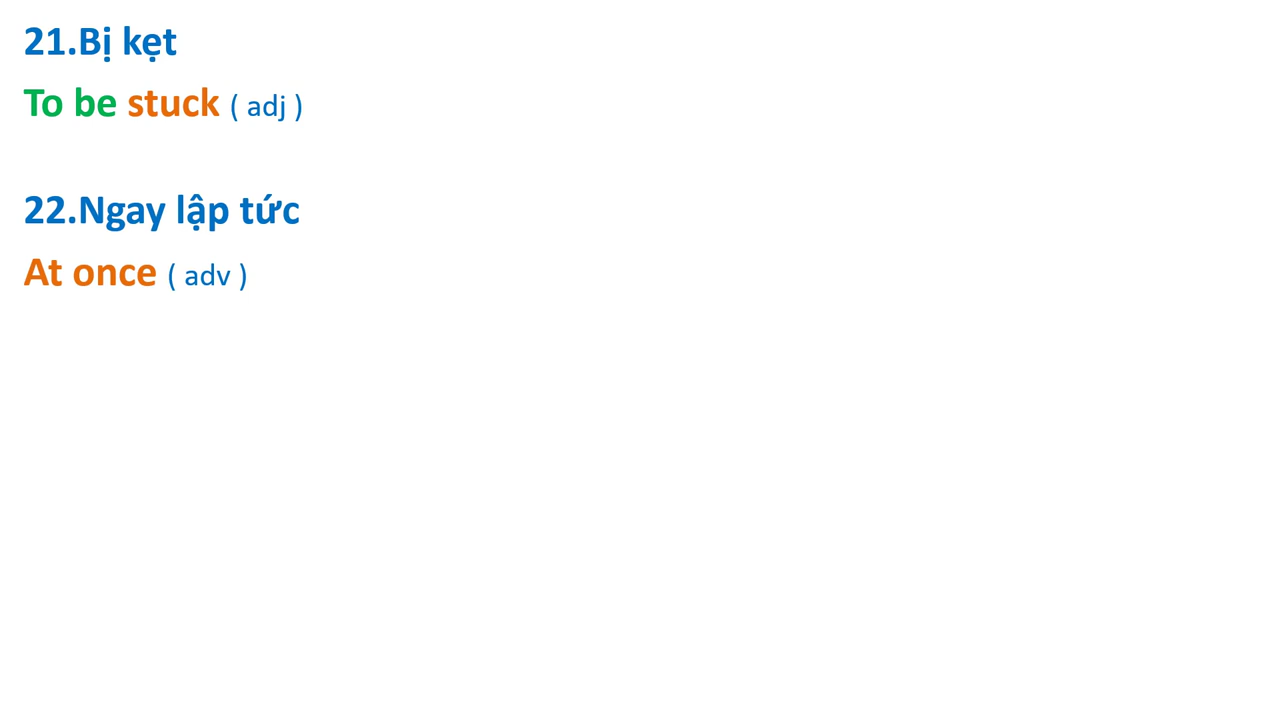 21.Bị kẹt
To be stuck ( adj )
22.Ngay lập tức
At once ( adv )